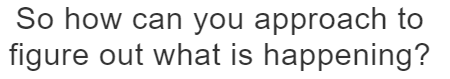 So how can you approach to
figure out what is happening?